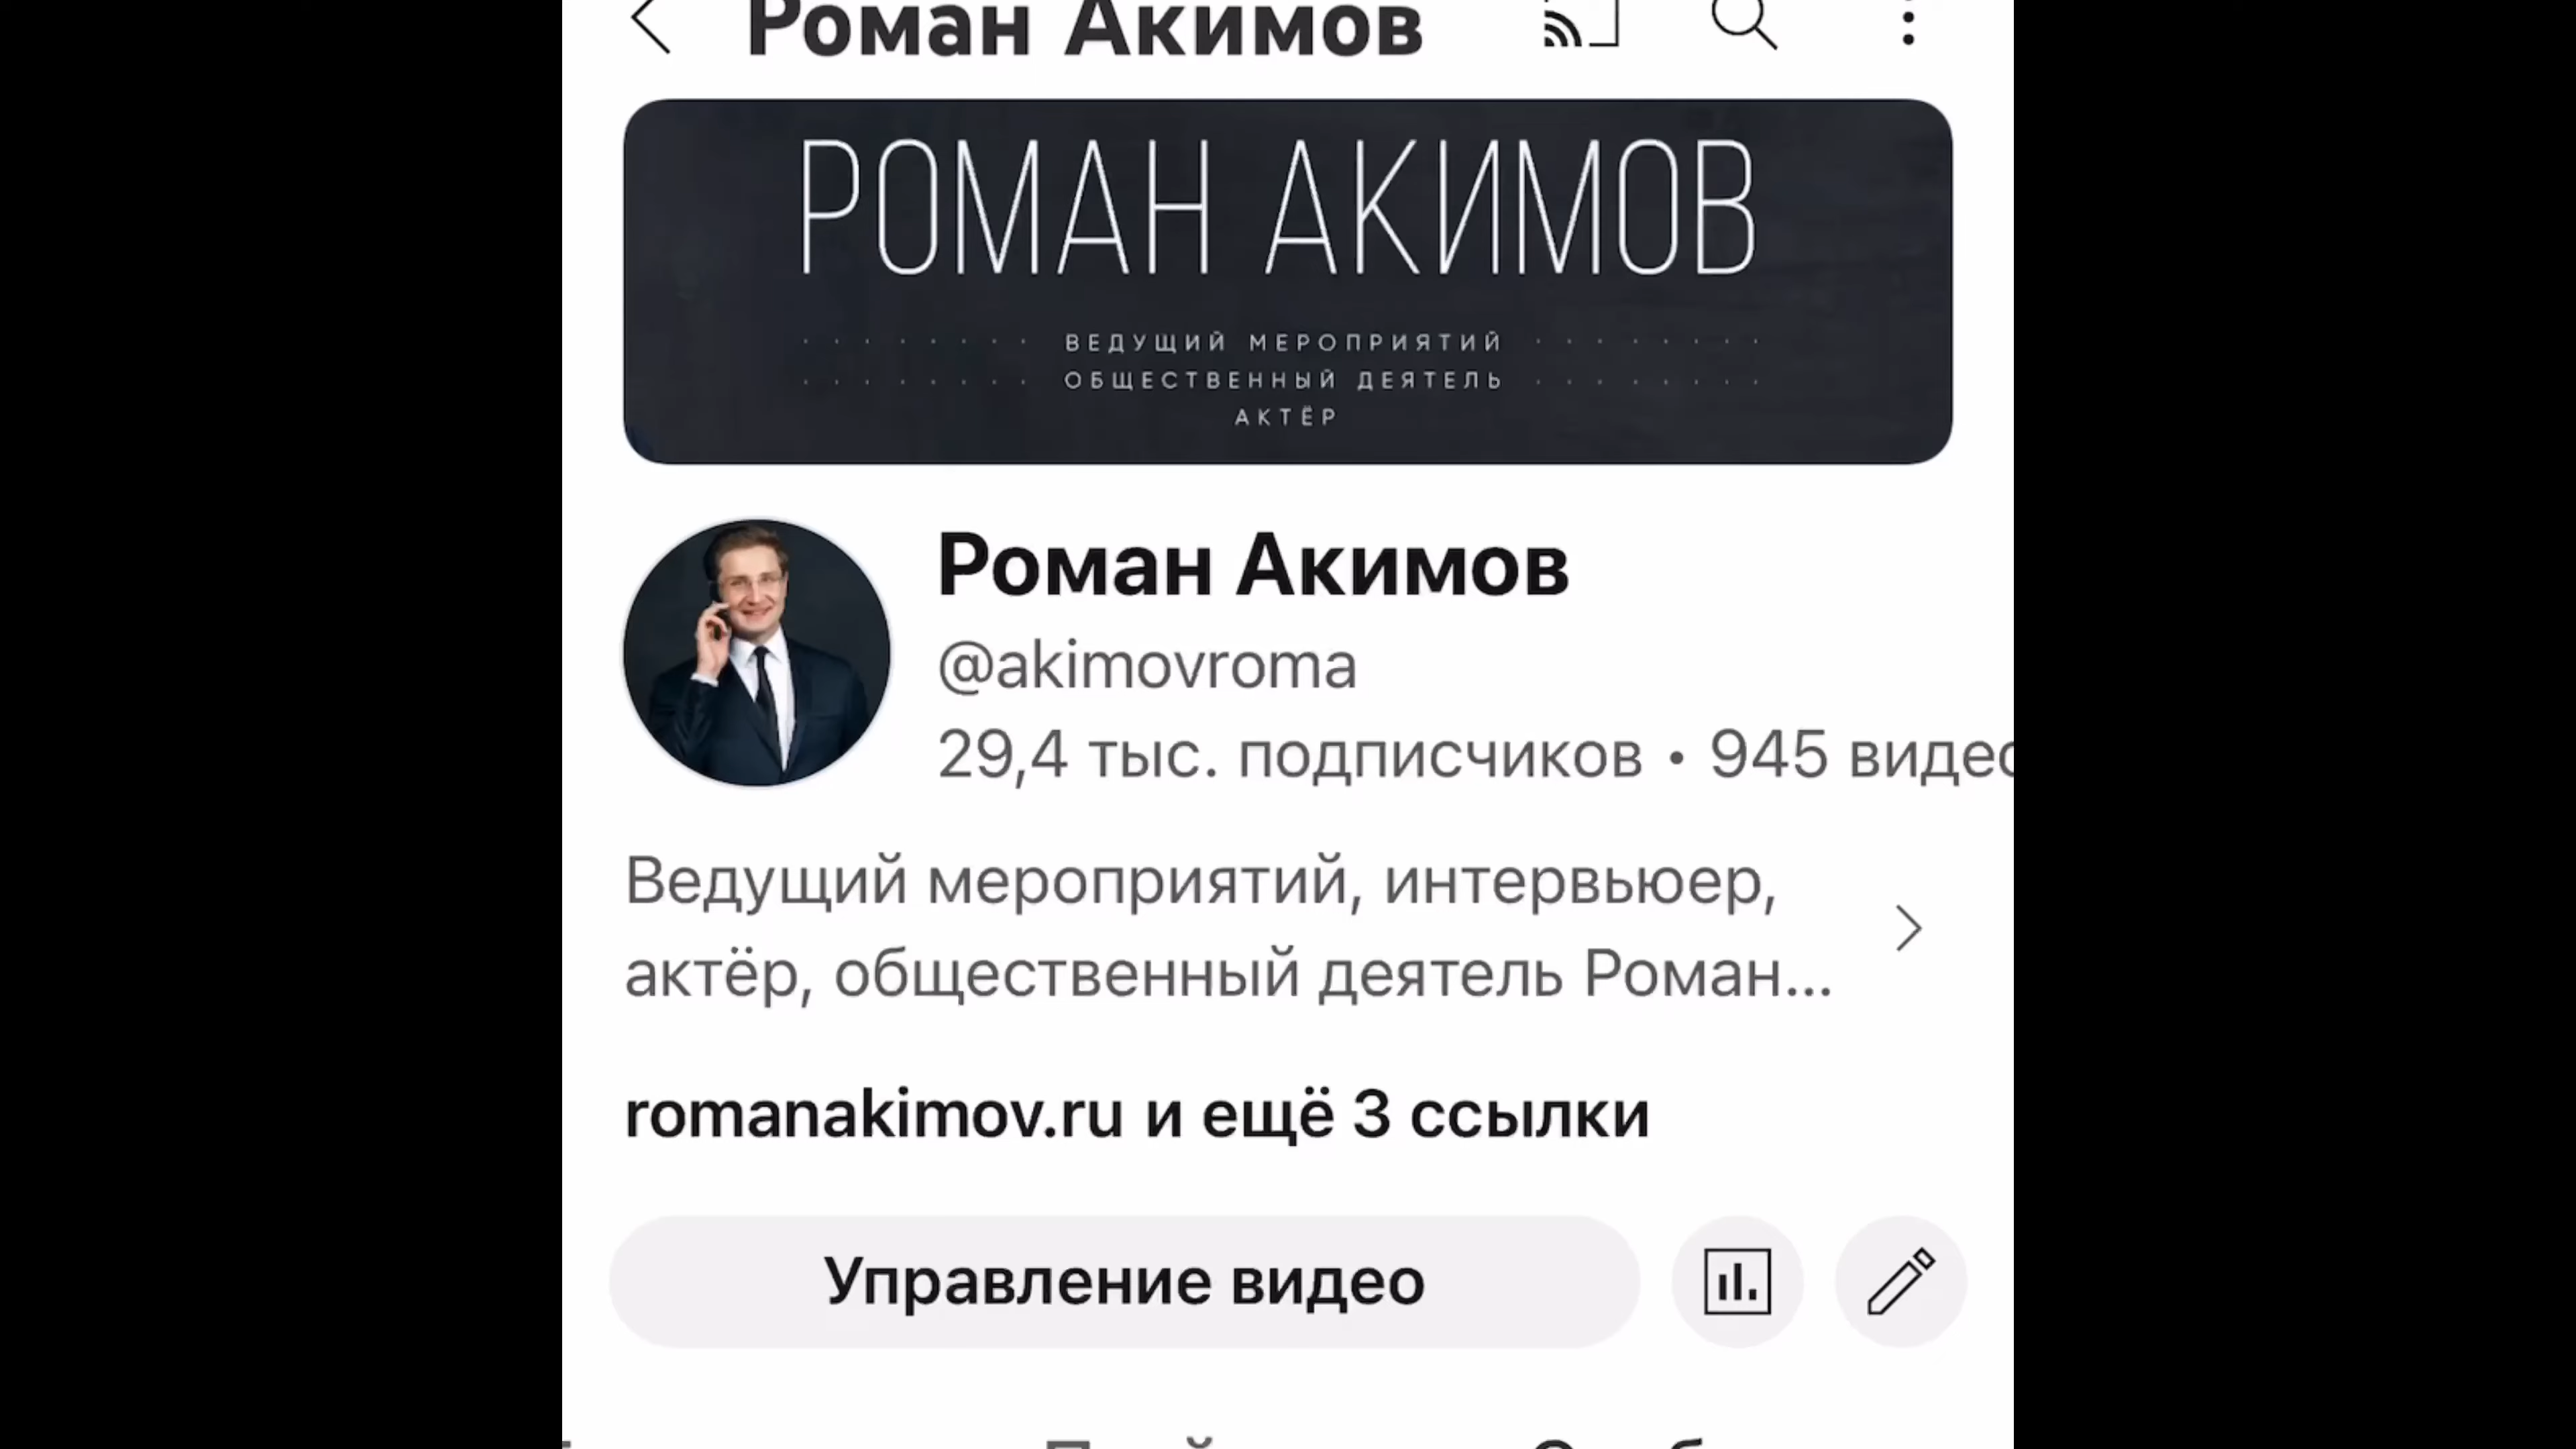 Роман Акимов
РОМАН АКИМОВ
ВЕДУЩИЙ МЕРОПРИЯТИЙ
ОБЩЕСТВЕННЫЙ ДЕЯТЕЛЬ
АКТЁР
Роман Акимов
@akimovroma
29,4 тыс. подписчиков • 945 видео
Ведущий мероприятий, интервьюер,
актёр, общественный деятель Роман...
romanakimov.ru и ещё 3 ссылки
Управление видео